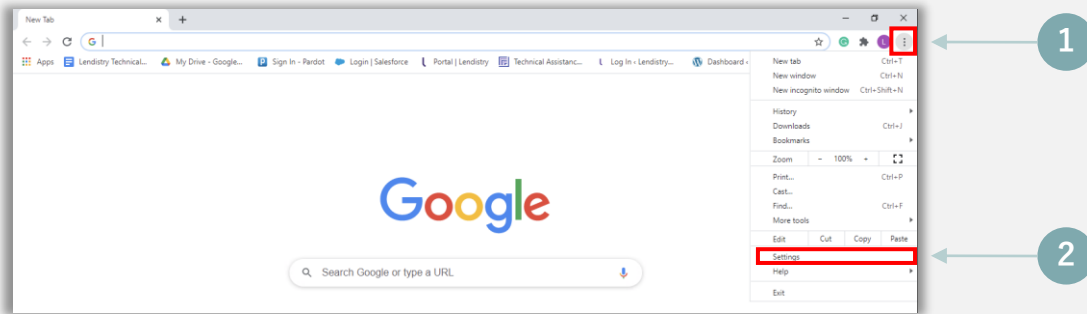 New Tab
G
Apps Lendistry Technical... My Drive - Google... Sign In - Pardot Login | Salesforce Portal | Lendistry Technical Assistanc... Log In ‹ Lendistry... Dashboard ‹
L
1
New tab Ctrl+T
New window Ctrl+N
New incognito window Ctrl+Shift+N
History
Downloads Ctrl+J
Bookmarks
Zoom - 100% +
Print... Ctrl+P
Cast...
Find... Ctrl+F
More tools
Edit Cut Copy Paste
Settings
Help
Exit
2
Google
Search Google or type a URL